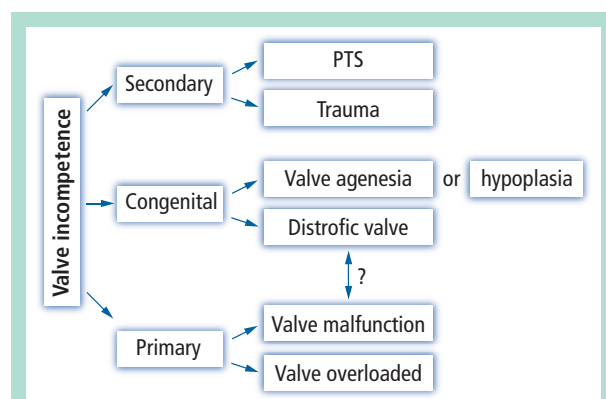 Valve incompetence
Secondary
PTS
Trauma
Congenital
Valve agenesia or hypoplasia
Distrofic valve
?
Primary
Valve malfunction
Valve overloaded